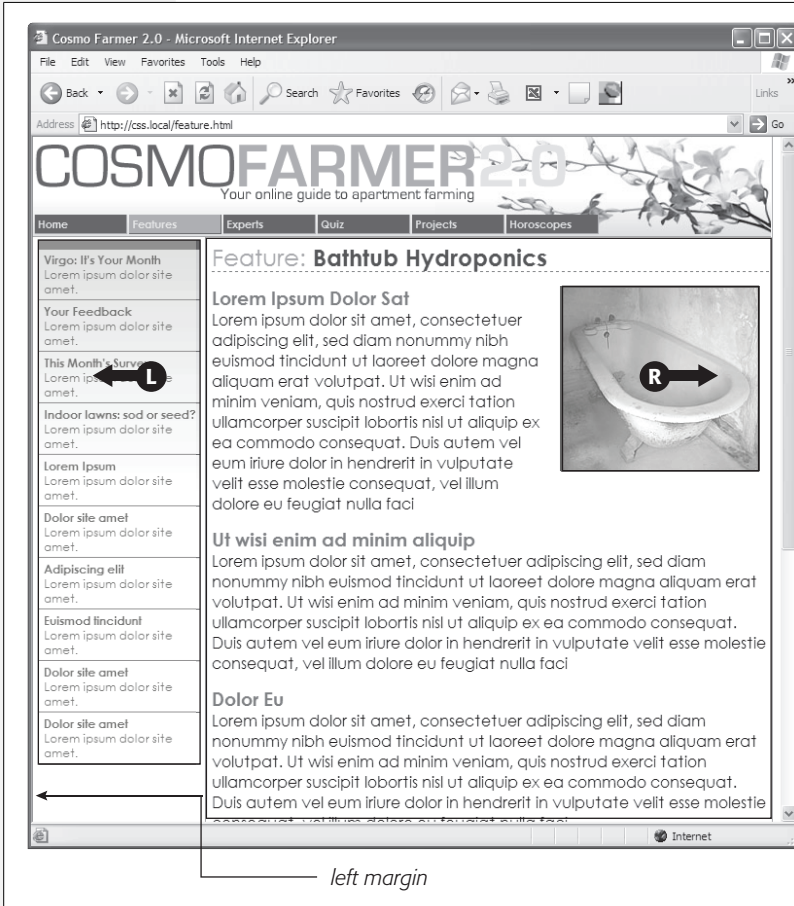 Cosmo Farmer 2.0 - Microsoft Internet Explorer
File Edit View Favorites Tools Help
Back Search Favorites Links »
Address http://css.local/feature.html Go
COSMOFARMER2.0
Your online guide to apartment farming
Home Features Experts Quiz Projects Horoscopes
Virgo: It's Your Month
Lorem ipsum dolor site
amet.
Your Feedback
Lorem ipsum dolor site
amet.
This Month's Survey
Lorem ipsum dolor site
amet.
L
Indoor lawns: sod or seed?
Lorem ipsum dolor site
amet.
Lorem Ipsum
Lorem ipsum dolor site
amet.
Dolor site amet
Lorem ipsum dolor site
amet.
Adipiscing elit
Lorem ipsum dolor site
amet.
Euismod tincidunt
Lorem ipsum dolor site
amet.
Dolor site amet
Lorem ipsum dolor site
amet.
Dolor site amet
Lorem ipsum dolor site
amet.
Feature: Bathtub Hydroponics
Lorem Ipsum Dolor Sat
Lorem ipsum dolor sit amet, consectetuer
adipiscing elit, sed diam nonummy nibh
euismod tincidunt ut laoreet dolore magna
aliquam erat volutpat. Ut wisi enim ad
minim veniam, quis nostrud exerci tation
ullamcorper suscipit lobortis nisl ut aliquip ex
ea commodo consequat. Duis autem vel
eum iriure dolor in hendrerit in vulputate
velit esse molestie consequat, vel illum
dolore eu feugiat nulla faci
R
Ut wisi enim ad minim aliquip
Lorem ipsum dolor sit amet, consectetuer adipiscing elit, sed diam
nonummy nibh euismod tincidunt ut laoreet dolore magna aliquam erat
volutpat. Ut wisi enim ad minim veniam, quis nostrud exerci tation
ullamcorper suscipit lobortis nisl ut aliquip ex ea commodo consequat.
Duis autem vel eum iriure dolor in hendrerit in vulputate velit esse molestie
consequat, vel illum dolore eu feugiat nulla faci
Dolor Eu
Lorem ipsum dolor sit amet, consectetuer adipiscing elit, sed diam
nonummy nibh euismod tincidunt ut laoreet dolore magna aliquam erat
volutpat. Ut wisi enim ad minim veniam, quis nostrud exerci tation
ullamcorper suscipit lobortis nisl ut aliquip ex ea commodo consequat.
Duis autem vel eum iriure dolor in hendrerit in vulputate velit esse molestie
Internet
left margin